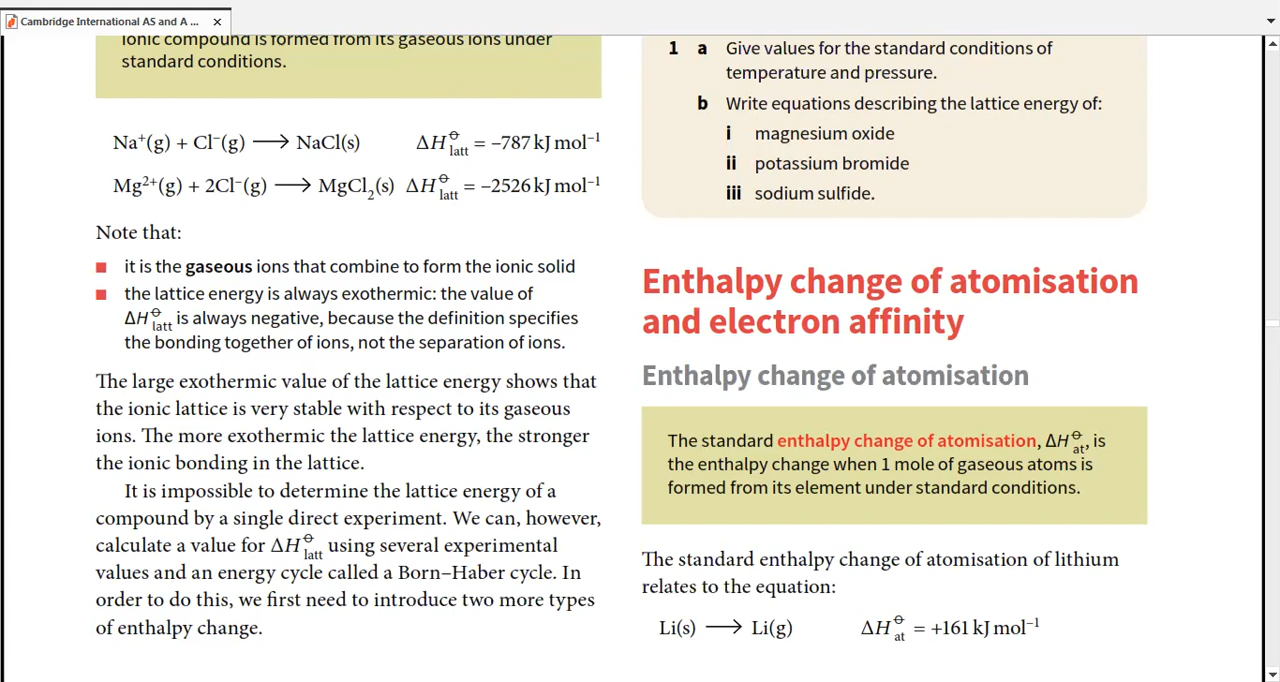 Cambridge International AS and A ...
ionic compound is formed from its gaseous ions under
standard conditions.
Na⁺(g) + Cl⁻(g) ⟶ NaCl(s) ΔH⦵latt = –787 kJ mol⁻¹
Mg²⁺(g) + 2Cl⁻(g) ⟶ MgCl₂(s) ΔH⦵latt = –2526 kJ mol⁻¹
Note that:
■ it is the gaseous ions that combine to form the ionic solid
■ the lattice energy is always exothermic: the value of
ΔH⦵latt is always negative, because the definition specifies
the bonding together of ions, not the separation of ions.
The large exothermic value of the lattice energy shows that
the ionic lattice is very stable with respect to its gaseous
ions. The more exothermic the lattice energy, the stronger
the ionic bonding in the lattice.
It is impossible to determine the lattice energy of a
compound by a single direct experiment. We can, however,
calculate a value for ΔH⦵latt using several experimental
values and an energy cycle called a Born–Haber cycle. In
order to do this, we first need to introduce two more types
of enthalpy change.
1 a Give values for the standard conditions of
temperature and pressure.
b Write equations describing the lattice energy of:
i magnesium oxide
ii potassium bromide
iii sodium sulfide.
Enthalpy change of atomisation
and electron affinity
Enthalpy change of atomisation
The standard enthalpy change of atomisation, ΔH⦵at, is
the enthalpy change when 1 mole of gaseous atoms is
formed from its element under standard conditions.
The standard enthalpy change of atomisation of lithium
relates to the equation:
Li(s) ⟶ Li(g) ΔH⦵at = +161 kJ mol⁻¹